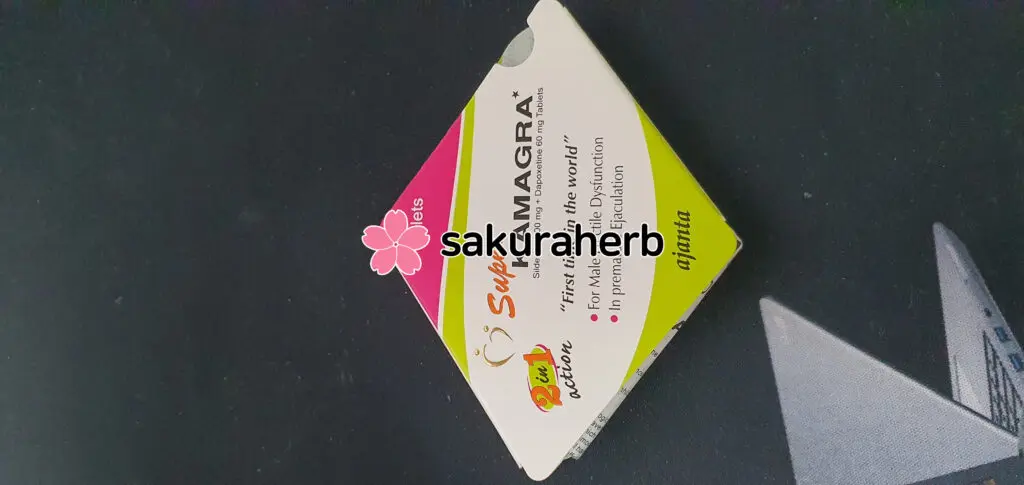 Super
KAMAGRA*
Sildenafil 100 mg + Dapoxetine 60 mg Tablets
"First time in the world"
For Male Erectile Dysfunction
In premature Ejaculation
2 in 1
action
ajanta
sakuraherb